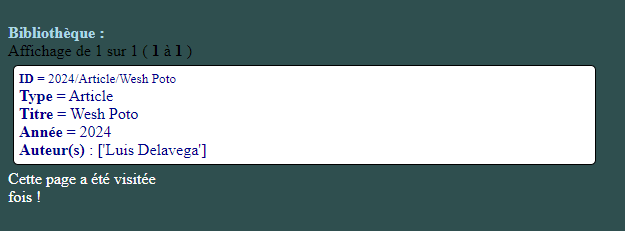 Bibliothèque :
Affichage de 1 sur 1 ( 1 à 1 )
ID = 2024/Article/Wesh Poto
Type = Article
Titre = Wesh Poto
Année = 2024
Auteur(s) : ['Luis Delavega']
Cette page a été visitée
fois !